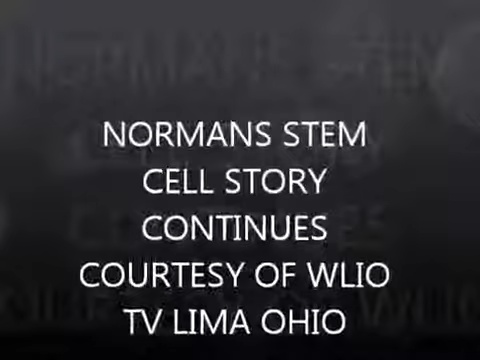 NORMANS STEM
CELL STORY
CONTINUES
COURTESY OF WLIO
TV LIMA OHIO